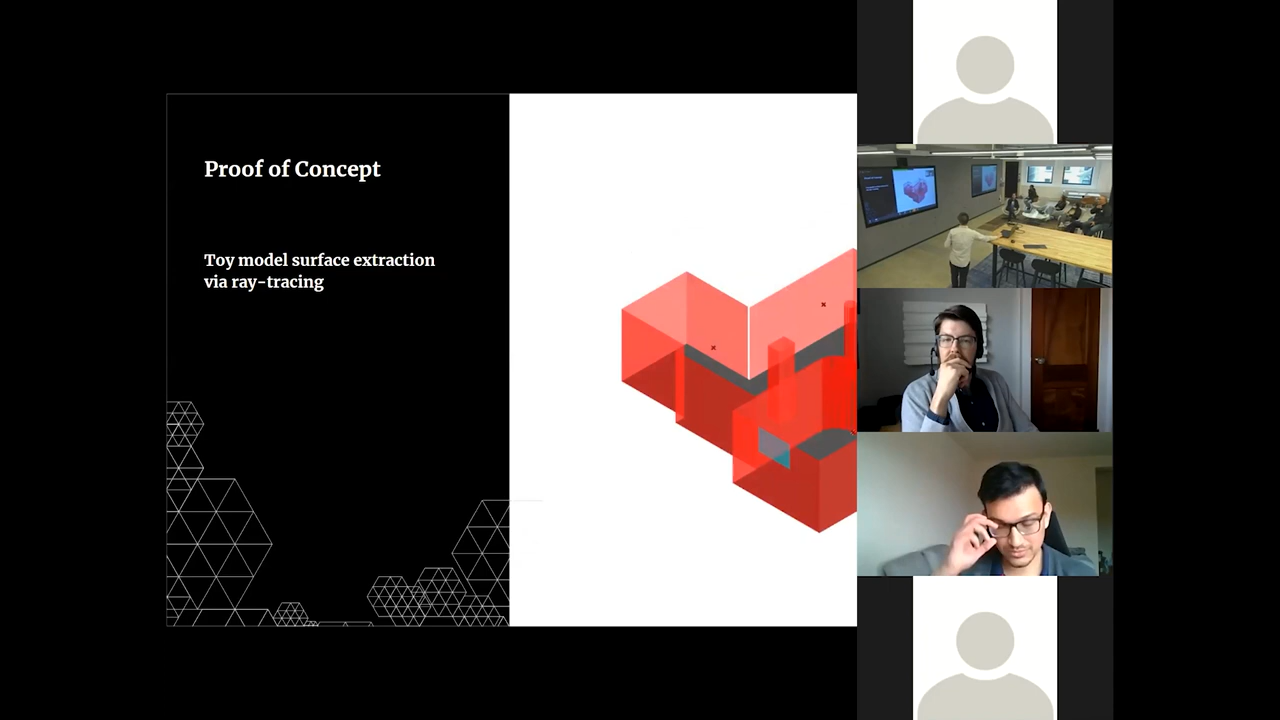 Proof of Concept
Toy model surface extraction
via ray-tracing